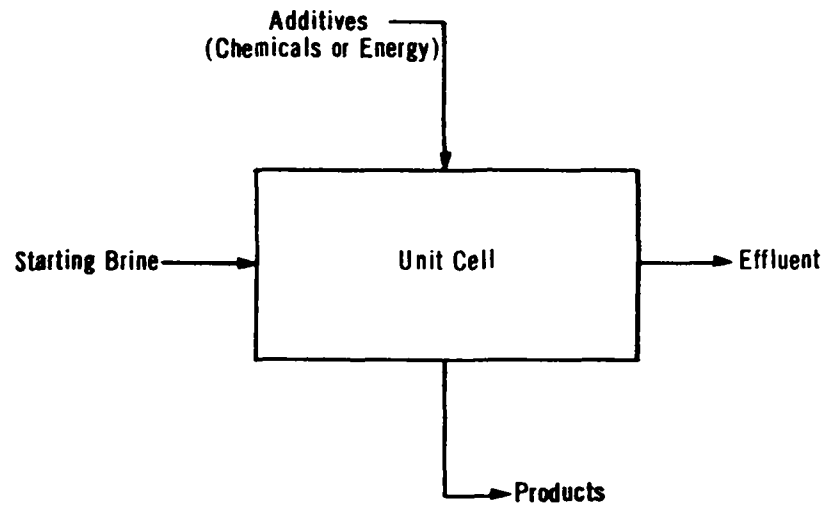 Additives
(Chemicals or Energy)
Starting Brine
Unit Cell
Effluent
Products